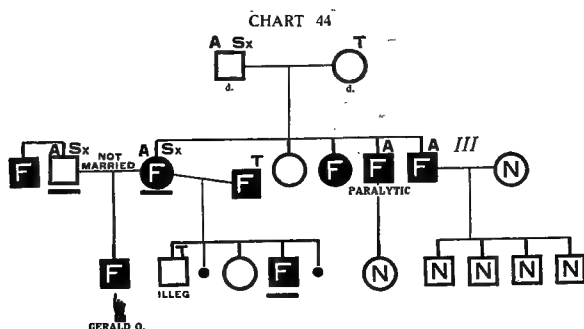 CHART 44
A Sx T
d. d.
A Sx NOT MARRIED A Sx T A A III
F F F F F F N
PARALYTIC
F T F N N N N N
ILLEG
GERALD O.